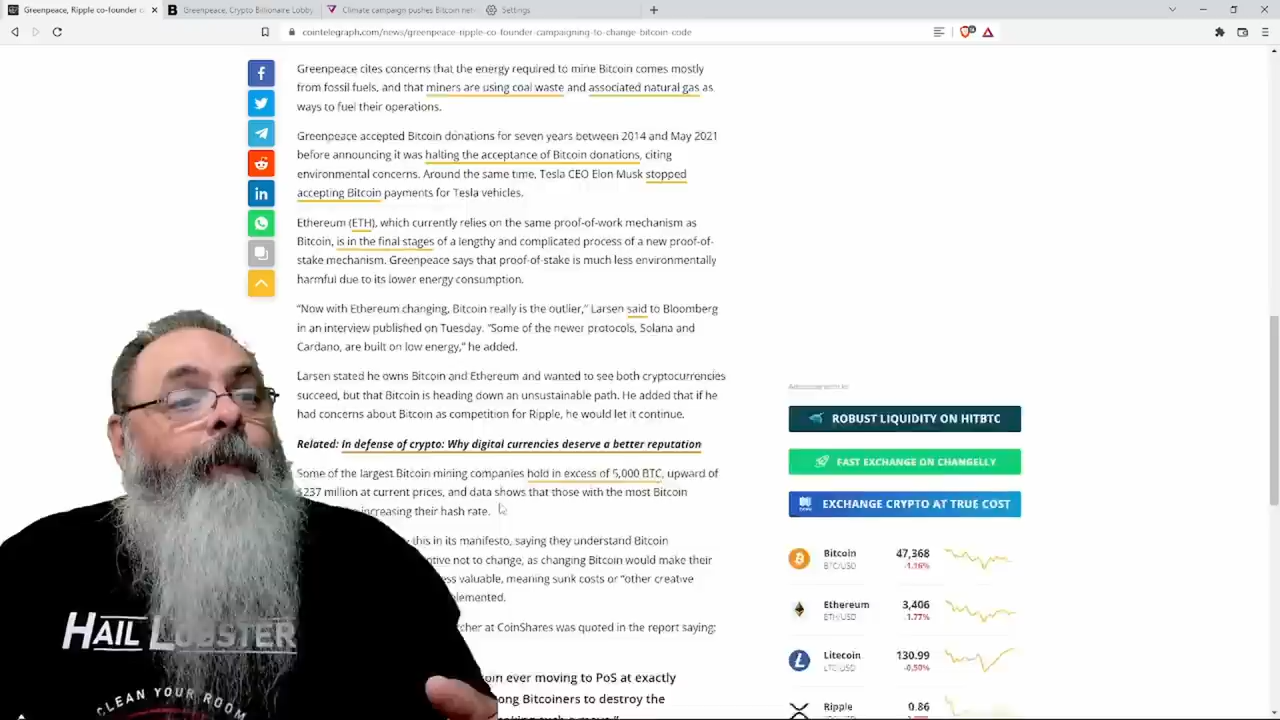 Greenpeace, Ripple co-founder c
Greenpeace, Crypto Billionaire Lobby
Climate campaign pushes Bitcoin net
Settings
cointelegraph.com/news/greenpeace-ripple-co-founder-campaigning-to-change-bitcoin-code
Greenpeace cites concerns that the energy required to mine Bitcoin comes mostly
from fossil fuels, and that miners are using coal waste and associated natural gas as
ways to fuel their operations.
Greenpeace accepted Bitcoin donations for seven years between 2014 and May 2021
before announcing it was halting the acceptance of Bitcoin donations, citing
environmental concerns. Around the same time, Tesla CEO Elon Musk stopped
accepting Bitcoin payments for Tesla vehicles.
Ethereum (ETH), which currently relies on the same proof-of-work mechanism as
Bitcoin, is in the final stages of a lengthy and complicated process of a new proof-of-
stake mechanism. Greenpeace says that proof-of-stake is much less environmentally
harmful due to its lower energy consumption.
“Now with Ethereum changing, Bitcoin really is the outlier,” Larsen said to Bloomberg
in an interview published on Tuesday. “Some of the newer protocols, Solana and
Cardano, are built on low energy,” he added.
Larsen stated he owns Bitcoin and Ethereum and wanted to see both cryptocurrencies
succeed, but that Bitcoin is heading down an unsustainable path. He added that if he
had concerns about Bitcoin as competition for Ripple, he would let it continue.
Related: In defense of crypto: Why digital currencies deserve a better reputation
Some of the largest Bitcoin mining companies hold in excess of 5,000 BTC, upward of
$237 million at current prices, and data shows that those with the most Bitcoin
increasing their hash rate.
this in its manifesto, saying they understand Bitcoin
not to change, as changing Bitcoin would make their
valuable, meaning sunk costs or “other creative
cher at CoinShares was quoted in the report saying:
ever moving to PoS at exactly
Bitcoiners to destroy the
such a move.”
Advertisement
ROBUST LIQUIDITY ON HITBTC
FAST EXCHANGE ON CHANGELLY
EXCHANGE CRYPTO AT TRUE COST
Bitcoin 47,368
BTC/USD -1.16%
Ethereum 3,406
ETH/USD -1.77%
Litecoin 130.99
LTC/USD -0.50%
Ripple 0.86
HAIL LOBSTER
CLEAN YOUR ROOM